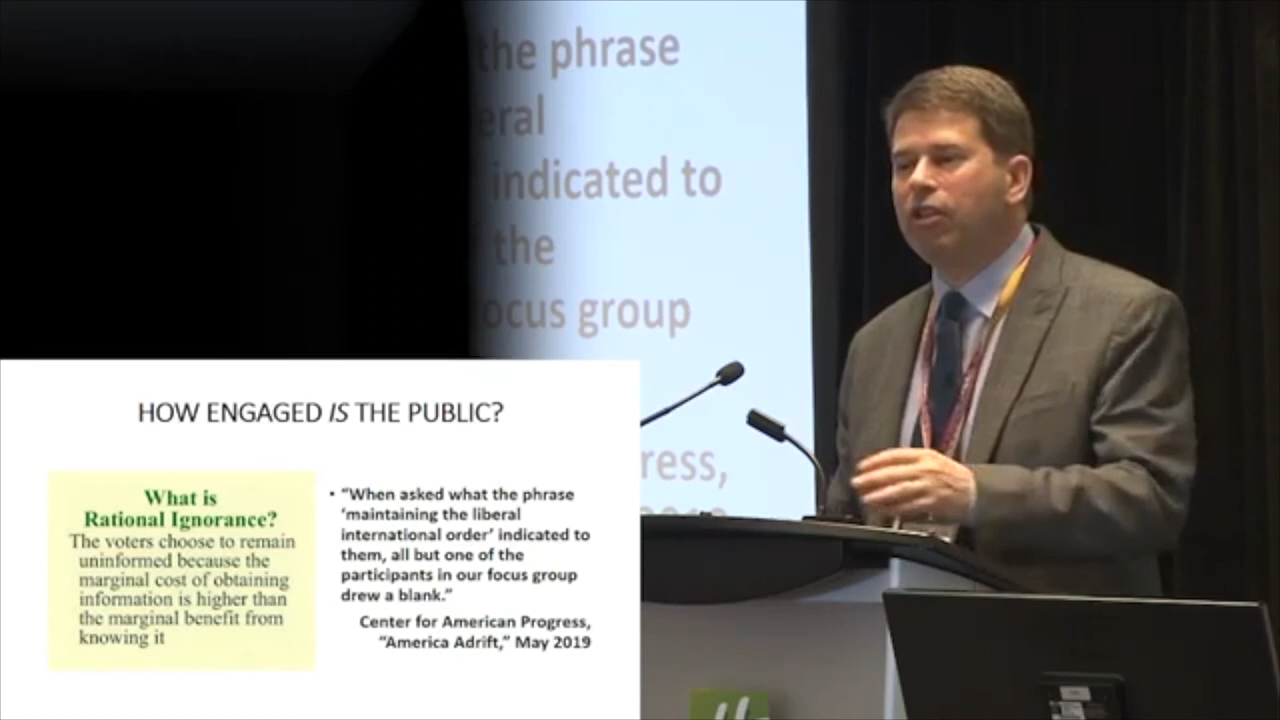 the phrase
eral
indicated to
the
ocus group
ress,
2019
HOW ENGAGED IS THE PUBLIC?
What is
Rational Ignorance?
The voters choose to remain
uninformed because the
marginal cost of obtaining
information is higher than
the marginal benefit from
knowing it
• “When asked what the phrase
‘maintaining the liberal
international order’ indicated to
them, all but one of the
participants in our focus group
drew a blank.”
Center for American Progress,
“America Adrift,” May 2019